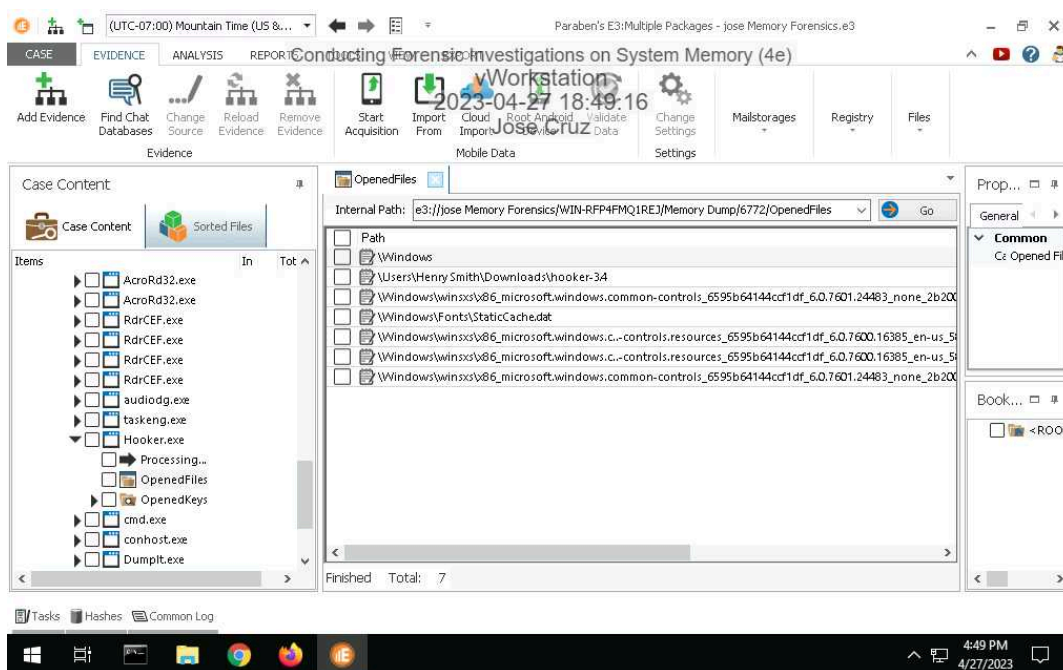 (UTC-07:00) Mountain Time (US &...
Paraben's E3:Multiple Packages - jose Memory Forensics.e3
CASE
EVIDENCE
ANALYSIS
Conducting Forensic Investigations on System Memory (4e)
vWorkstation
2023-04-27 18:49:16
Jose Cruz
Add Evidence
Find Chat Databases
Change Source
Reload Evidence
Remove Evidence
Start Acquisition
Import From
Cloud Import
Root Android Device
Validate Data
Change Settings
Mailstorages
Registry
Files
Evidence
Mobile Data
Settings
Case Content
OpenedFiles
Prop...
Case Content
Sorted Files
Internal Path:
e3://jose Memory Forensics/WIN-RFP4FMQ1REJ/Memory Dump/6772/OpenedFiles
Go
General
Items
In
Tot
Path
Common
\Windows
Opened Fil
AcroRd32.exe
\Users\Henry Smith\Downloads\hooker-3.4
AcroRd32.exe
\Windows\winsxs\x86_microsoft.windows.common-controls_6595b64144ccf1df_6.0.7601.24483_none_2b200
RdrCEF.exe
\Windows\Fonts\StaticCache.dat
RdrCEF.exe
\Windows\winsxs\x86_microsoft.windows.c..-controls.resources_6595b64144ccf1df_6.0.7600.16385_en-us_5
RdrCEF.exe
\Windows\winsxs\x86_microsoft.windows.c..-controls.resources_6595b64144ccf1df_6.0.7600.16385_en-us_5
RdrCEF.exe
\Windows\winsxs\x86_microsoft.windows.common-controls_6595b64144ccf1df_6.0.7601.24483_none_2b200
audiodg.exe
Book...
taskeng.exe
<ROO
Hooker.exe
Processing...
OpenedFiles
OpenedKeys
cmd.exe
conhost.exe
DumpIt.exe
Finished Total: 7
Tasks
Hashes
Common Log
4:49 PM
4/27/2023